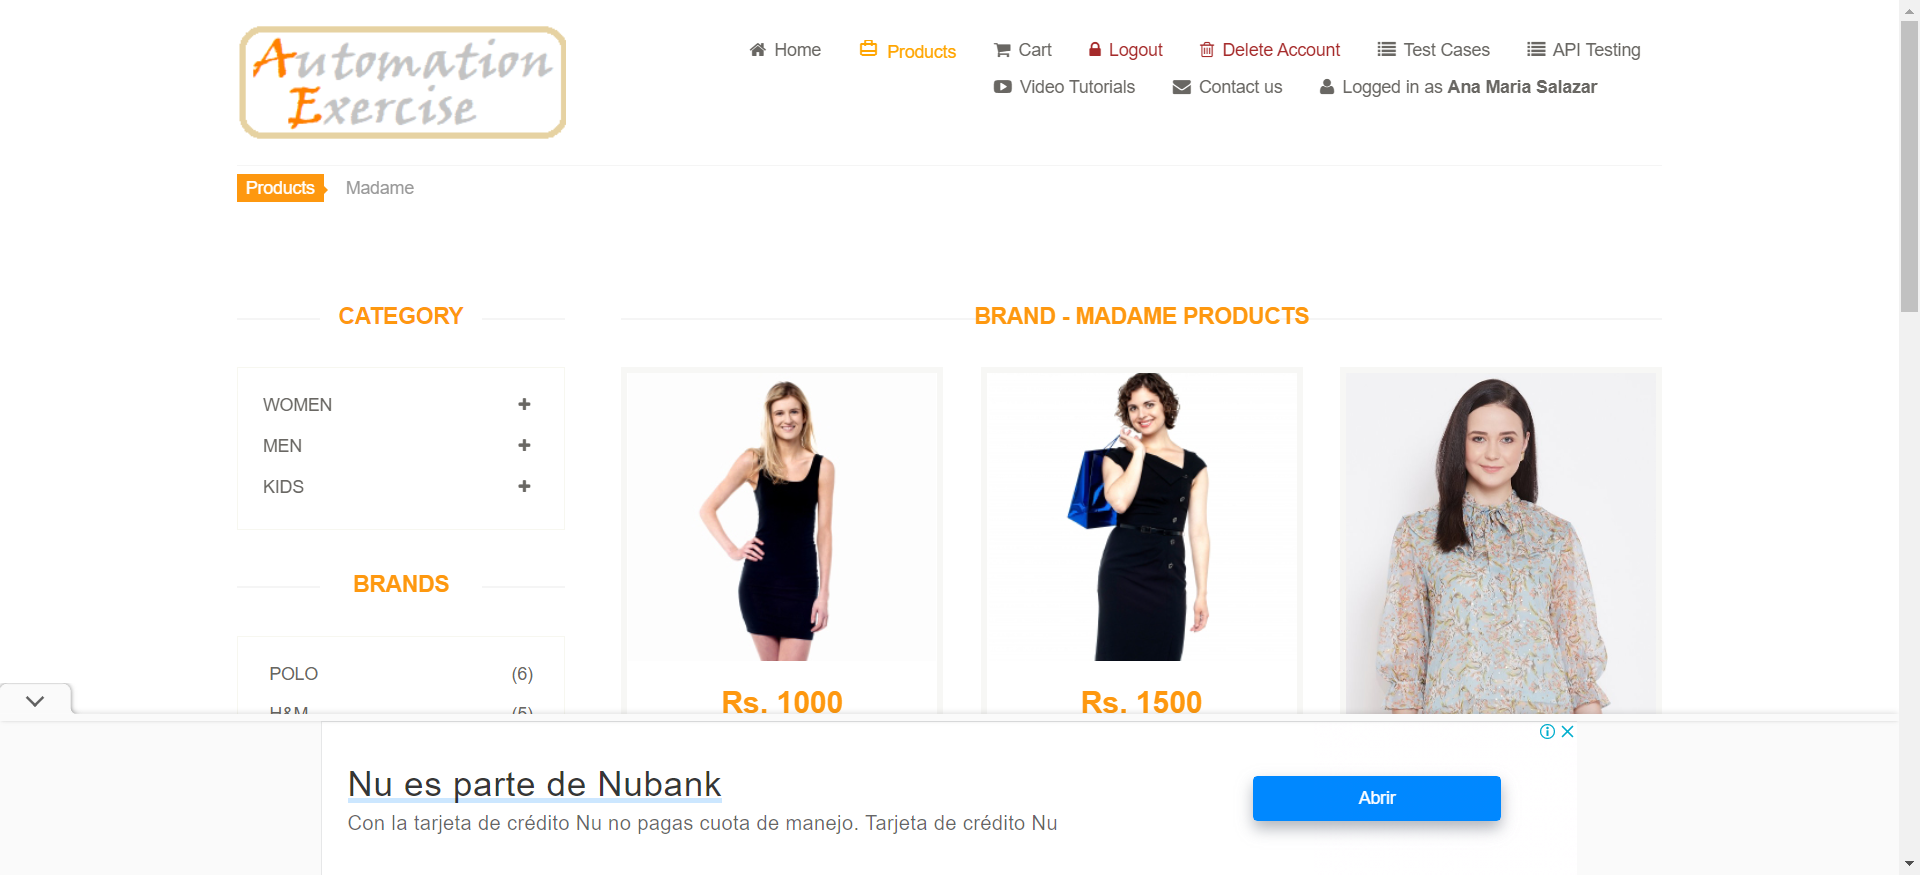 Automation
Exercise
Home
Products
Cart
Logout
Delete Account
Test Cases
API Testing
Video Tutorials
Contact us
Logged in as Ana Maria Salazar
Products
Madame
CATEGORY
WOMEN
MEN
KIDS
BRANDS
POLO (6)
H&M (5)
BRAND - MADAME PRODUCTS
Rs. 1000
Rs. 1500
Nu es parte de Nubank
Con la tarjeta de crédito Nu no pagas cuota de manejo. Tarjeta de crédito Nu
Abrir